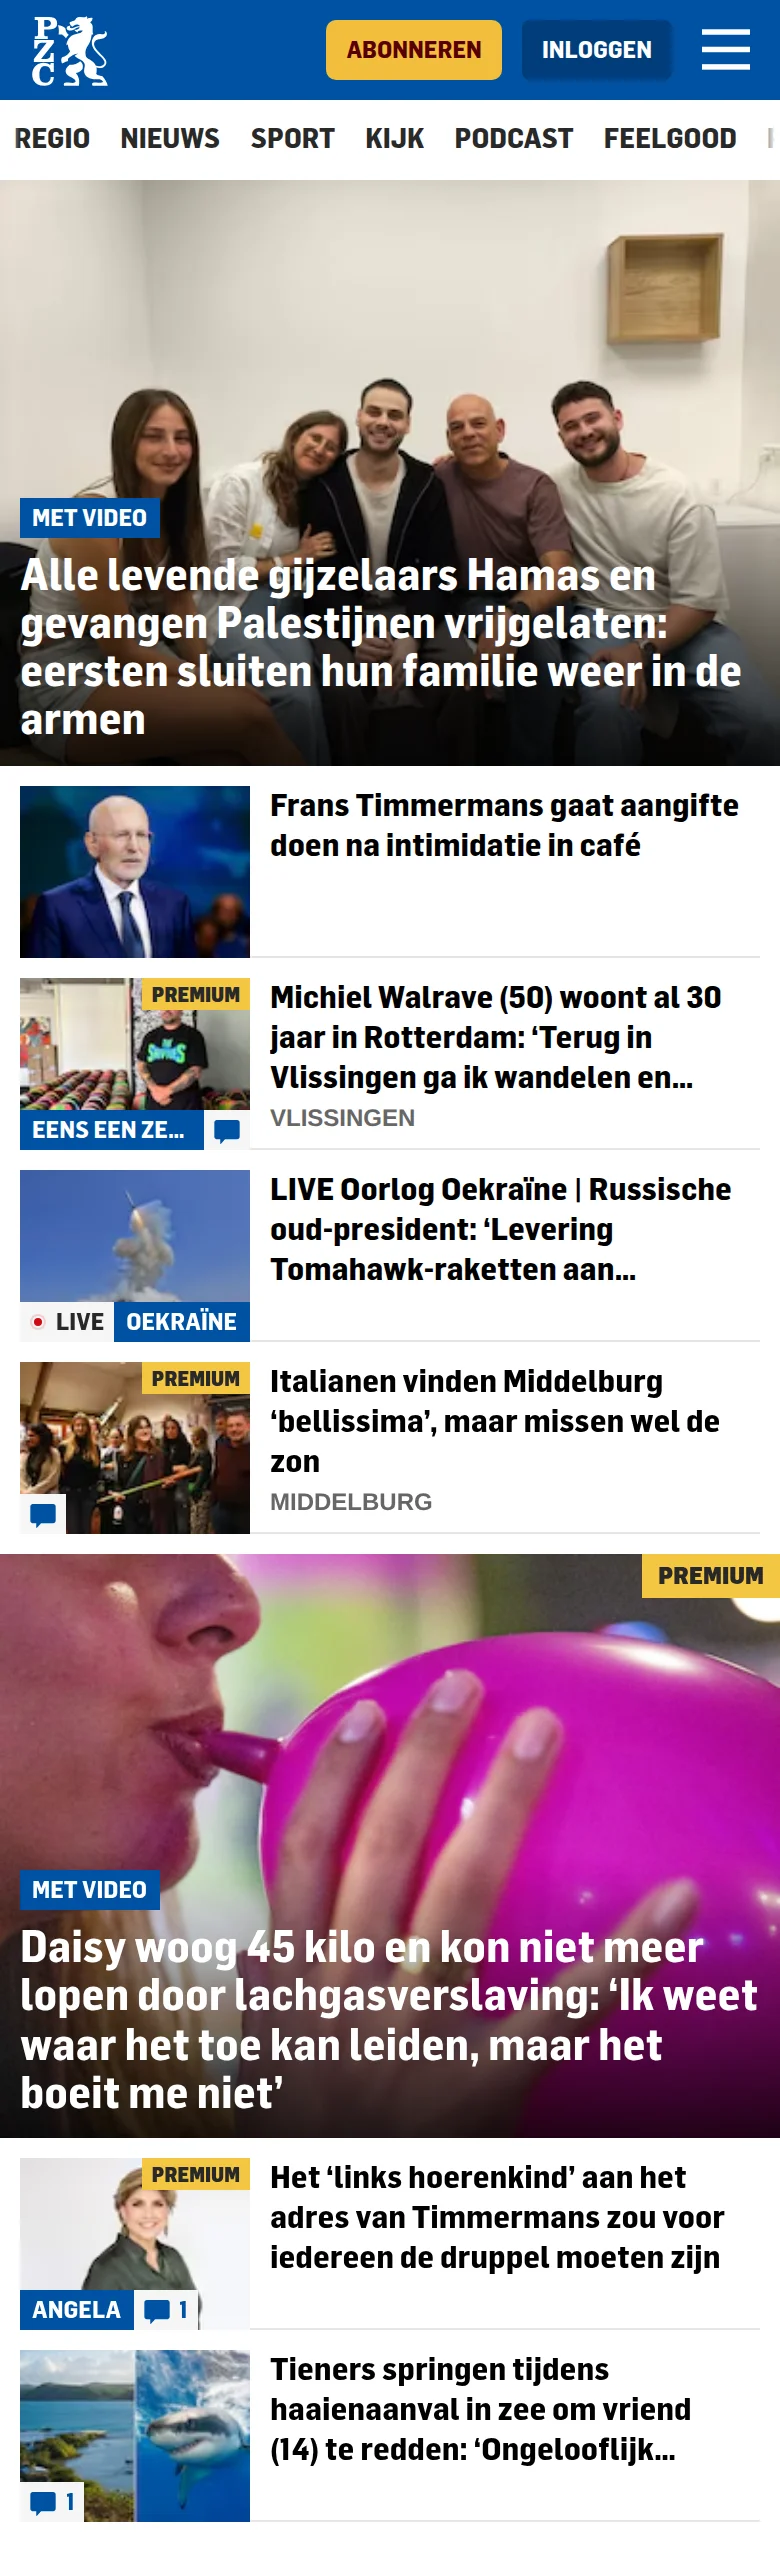 PZC
ABONNEREN
INLOGGEN
REGIO NIEUWS SPORT KIJK PODCAST FEELGOOD
MET VIDEO
Alle levende gijzelaars Hamas en
gevangen Palestijnen vrijgelaten:
eersten sluiten hun familie weer in de
armen
Frans Timmermans gaat aangifte
doen na intimidatie in café
PREMIUM
EENS EEN ZE...
Michiel Walrave (50) woont al 30
jaar in Rotterdam: ‘Terug in
Vlissingen ga ik wandelen en...
VLISSINGEN
LIVE OEKRAÏNE
LIVE Oorlog Oekraïne | Russische
oud-president: ‘Levering
Tomahawk-raketten aan...
PREMIUM
Italianen vinden Middelburg
‘bellissima’, maar missen wel de
zon
MIDDELBURG
PREMIUM
MET VIDEO
Daisy woog 45 kilo en kon niet meer
lopen door lachgasverslaving: ‘Ik weet
waar het toe kan leiden, maar het
boeit me niet’
PREMIUM
ANGELA 1
Het ‘links hoerenkind’ aan het
adres van Timmermans zou voor
iedereen de druppel moeten zijn
1
Tieners springen tijdens
haaienaanval in zee om vriend
(14) te redden: ‘Ongelooflijk...